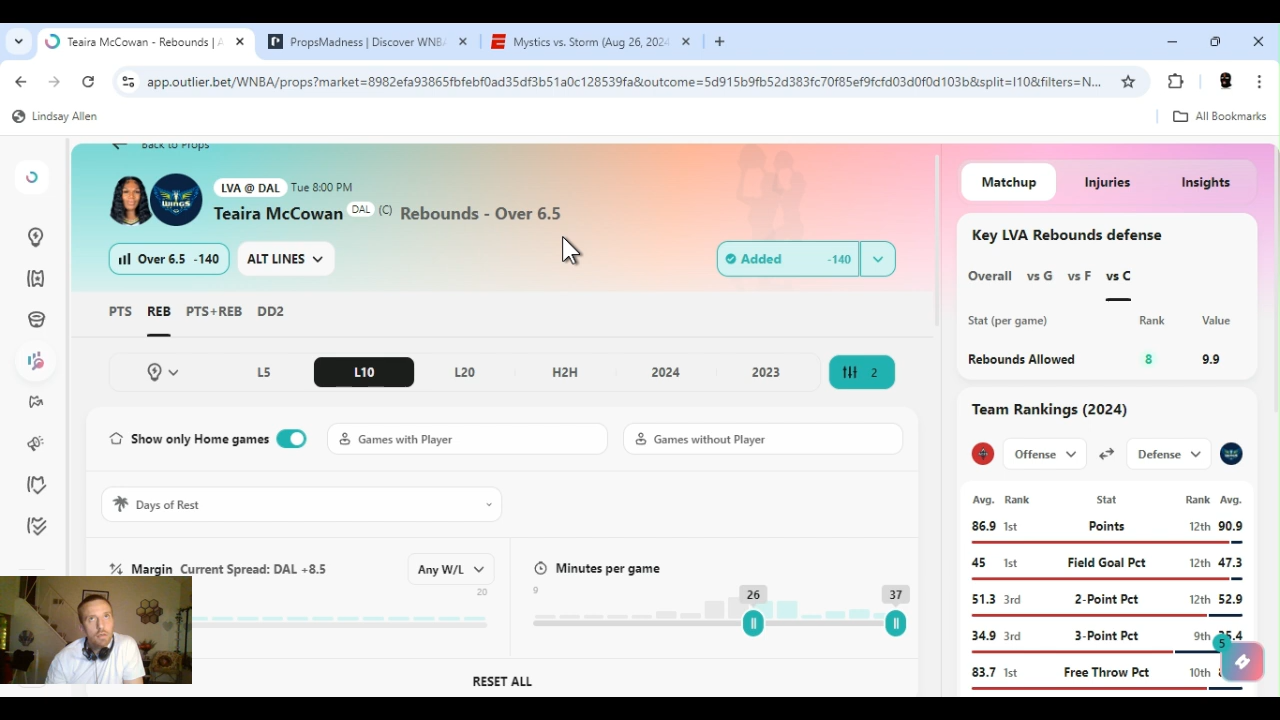 Teaira McCowan - Rebounds | A
PropsMadness | Discover WNBA
Mystics vs. Storm (Aug 26, 2024
app.outlier.bet/WNBA/props?market=8982efa93865fbfebf0ad35df3b51a0c128539fa&outcome=5d915b9fb52d383fc70f85ef9fcfd03d0f0d103b&split=l10&filters=N...
Lindsay Allen
All Bookmarks
Back to Props
LVA @ DAL Tue 8:00 PM
Teaira McCowan DAL (C) Rebounds - Over 6.5
Over 6.5 -140
ALT LINES
Added -140
PTS REB PTS+REB DD2
L5 L10 L20 H2H 2024 2023
2
Show only Home games
Games with Player
Games without Player
Days of Rest
Margin Current Spread: DAL +8.5
Any W/L
20
Minutes per game
9
26
37
RESET ALL
Matchup Injuries Insights
Key LVA Rebounds defense
Overall vs G vs F vs C
Stat (per game) Rank Value
Rebounds Allowed 8 9.9
Team Rankings (2024)
Offense Defense
Avg. Rank Stat Rank Avg.
86.9 1st Points 12th 90.9
45 1st Field Goal Pct 12th 47.3
51.3 3rd 2-Point Pct 12th 52.9
34.9 3rd 3-Point Pct 9th
5
83.7 1st Free Throw Pct 10th
WINGS